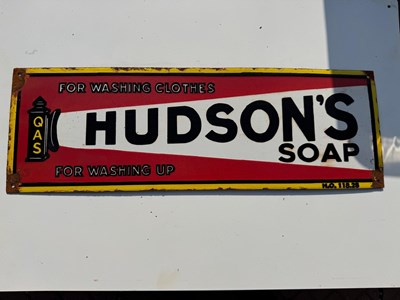 FOR WASHING CLOTHES
QAS
HUDSON'S
SOAP
FOR WASHING UP